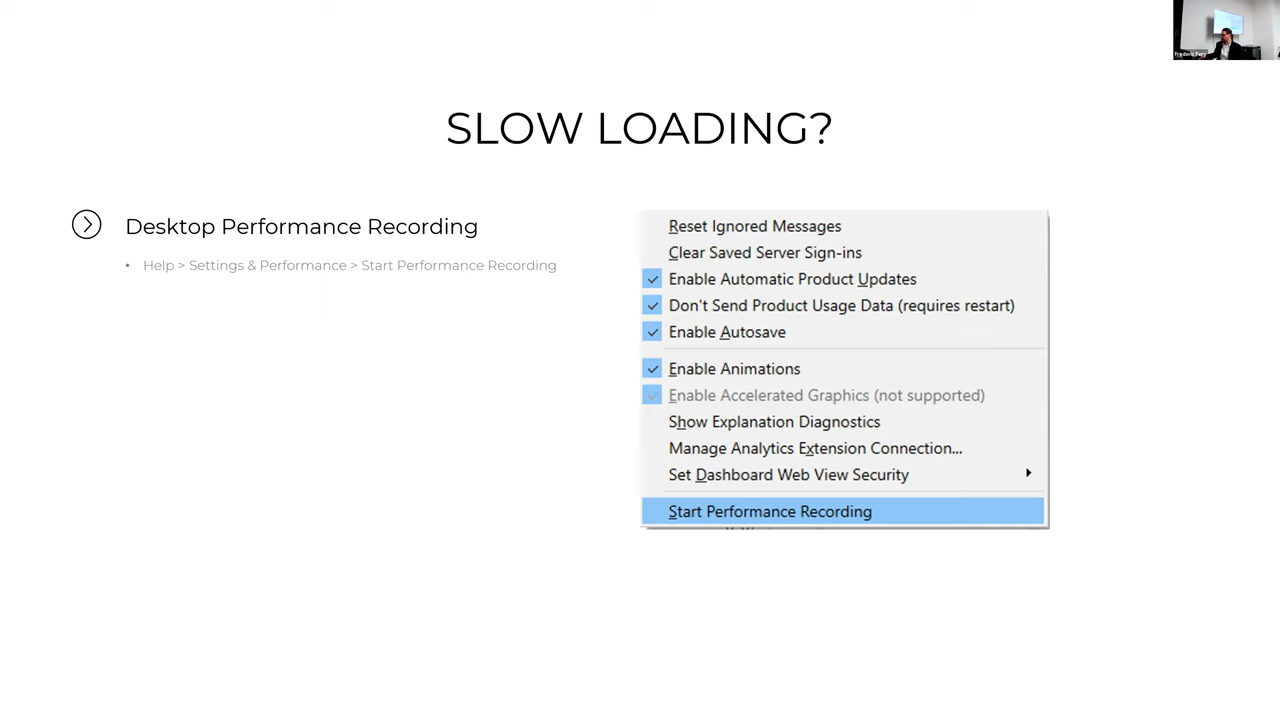 Frederic Fery
SLOW LOADING?
Desktop Performance Recording
• Help > Settings & Performance > Start Performance Recording
Reset Ignored Messages
Clear Saved Server Sign-ins
Enable Automatic Product Updates
Don't Send Product Usage Data (requires restart)
Enable Autosave
Enable Animations
Enable Accelerated Graphics (not supported)
Show Explanation Diagnostics
Manage Analytics Extension Connection...
Set Dashboard Web View Security
Start Performance Recording